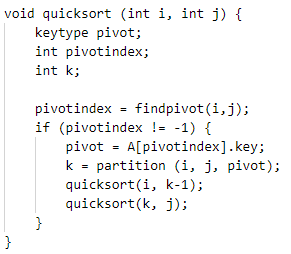 void quicksort (int i, int j) {
    keytype pivot;
    int pivotindex;
    int k;

    pivotindex = findpivot(i,j);
    if (pivotindex != -1) {
        pivot = A[pivotindex].key;
        k = partition (i, j, pivot);
        quicksort(i, k-1);
        quicksort(k, j);
    }
}